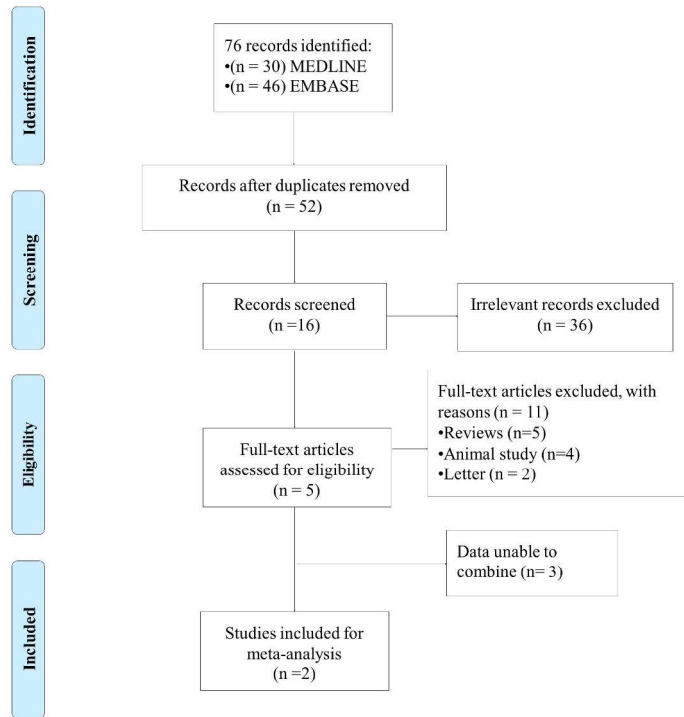 Identification
76 records identified:
•(n = 30) MEDLINE
•(n = 46) EMBASE
Records after duplicates removed
(n = 52)
Screening
Records screened
(n =16)
Irrelevant records excluded
(n = 36)
Eligibility
Full-text articles
assessed for eligibility
(n = 5)
Full-text articles excluded, with
reasons (n = 11)
•Reviews (n=5)
•Animal study (n=4)
•Letter (n = 2)
Data unable to
combine (n= 3)
Included
Studies included for
meta-analysis
(n =2)